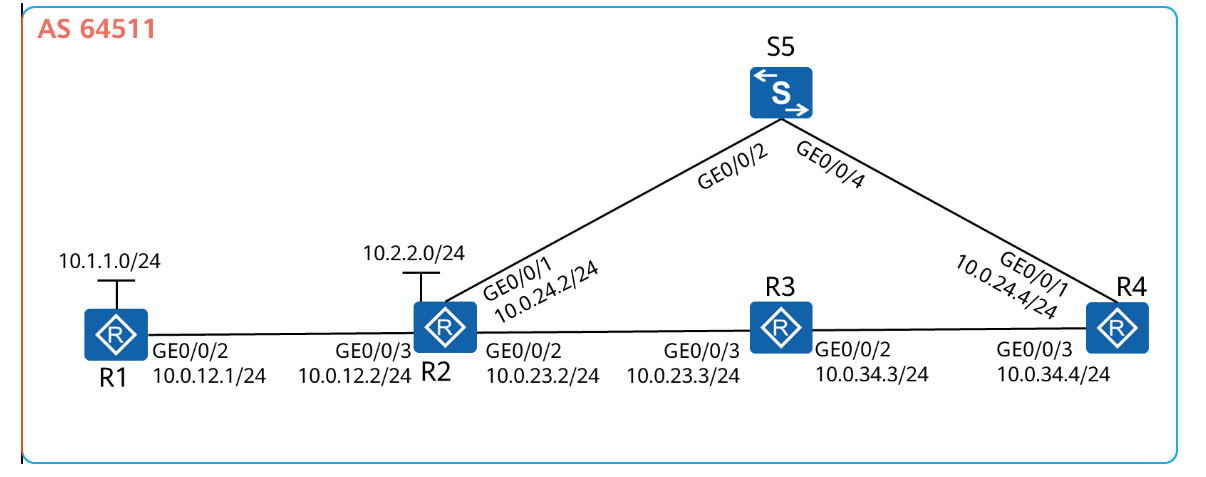 AS 64511
S5
S
GE0/0/2
GE0/0/4
10.1.1.0/24
10.2.2.0/24
GE0/0/1
10.0.24.2/24
GE0/0/1
10.0.24.4/24
R
R1
GE0/0/2
10.0.12.1/24
GE0/0/3
10.0.12.2/24
R
R2
GE0/0/2
10.0.23.2/24
R3
R
GE0/0/3
10.0.23.3/24
GE0/0/2
10.0.34.3/24
R4
R
GE0/0/3
10.0.34.4/24